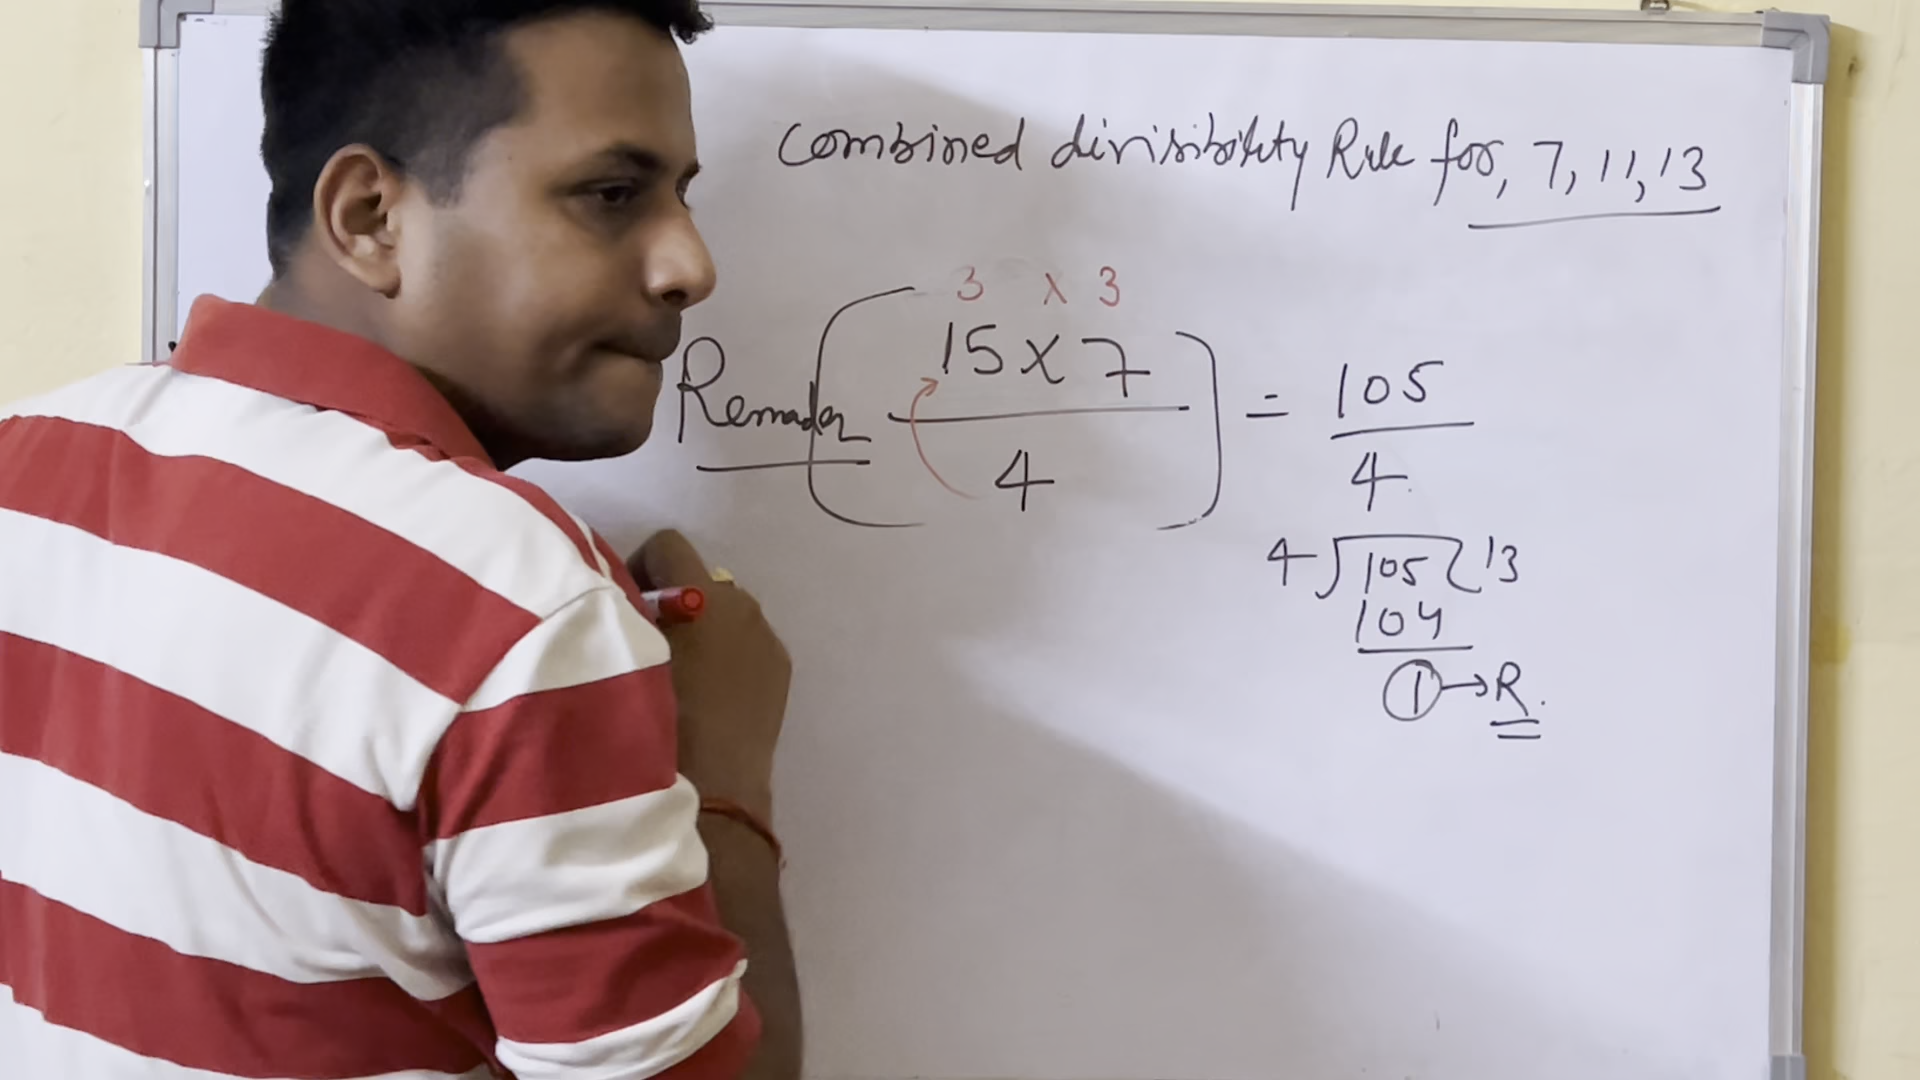 Combined divisibility Rule for, 7, 11, 13
3 x 3
Remader ( 15 x 7 / 4 ) = 105 / 4
4 ) 105 ( 13
104
1 → R.